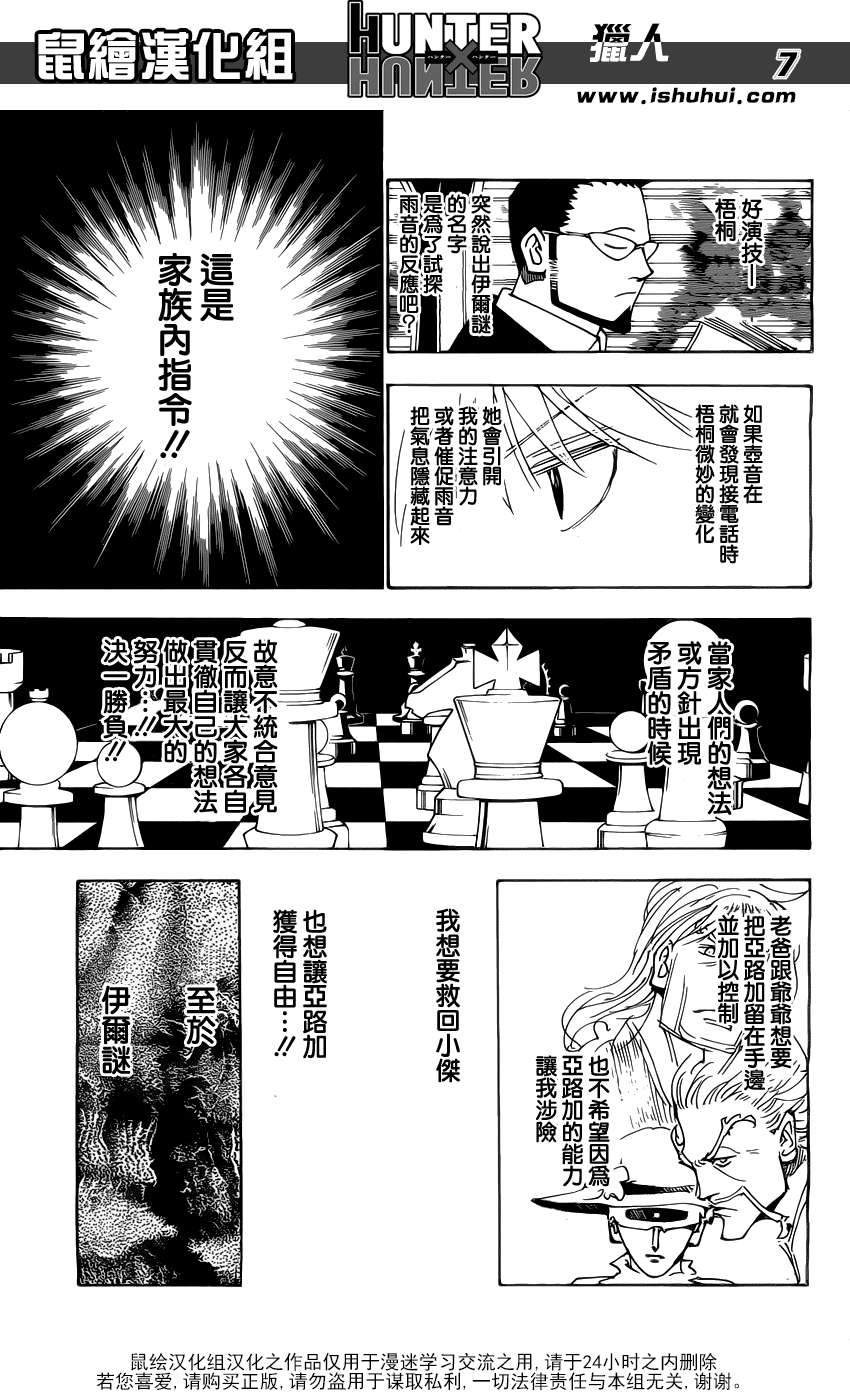 鼠繪漢化組
HUNTER
ハンター×ハンター
HUNTER
獵人
7
www.ishuhui.com
好演技—
梧桐
突然說出伊爾謎
的名字
是爲了試探
雨音的反應吧？
如果壺音在
就會發現接電話時
梧桐微妙的變化
她會引開
我的注意力
或者催促雨音
把氣息隱藏起來
這是
家族內指令!!
當家人們的想法
或方針出現
矛盾的時候
故意不統合意見
反而讓大家各自
貫徹自己的想法
做出最大的
努力…!!
決一勝負!!
老爸跟爺爺想要
把亞路加留在手邊
並加以控制
也不希望因爲
亞路加的能力
讓我涉險
我想要救回小傑
也想讓亞路加
獲得自由…!!
至於
伊爾謎
鼠绘汉化组汉化之作品仅用于漫迷学习交流之用,请于24小时之内删除
若您喜爱,请购买正版,请勿盗用于谋取私利,一切法律责任与本组无关,谢谢。